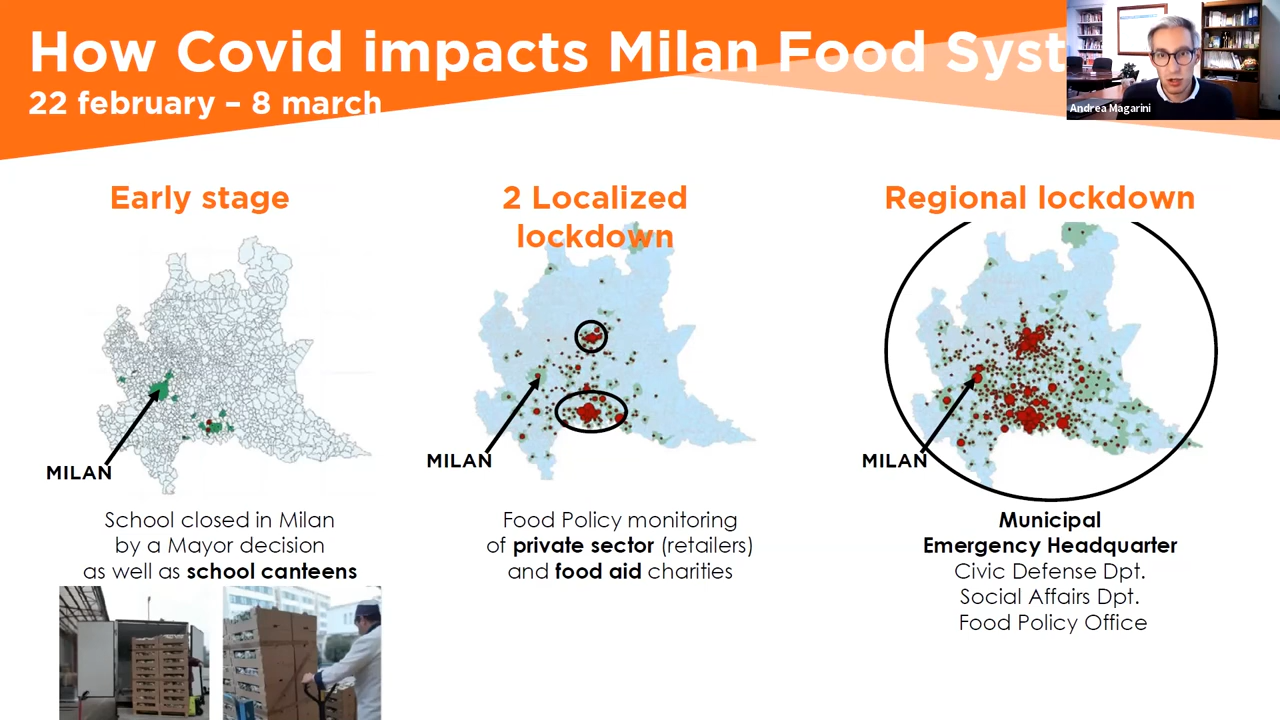 How Covid impacts Milan Food Syst
22 february – 8 march
Andrea Magarini
Early stage
MILAN
School closed in Milan
by a Mayor decision
as well as school canteens
2 Localized
lockdown
MILAN
Food Policy monitoring
of private sector (retailers)
and food aid charities
Regional lockdown
MILAN
Municipal
Emergency Headquarter
Civic Defense Dpt.
Social Affairs Dpt.
Food Policy Office